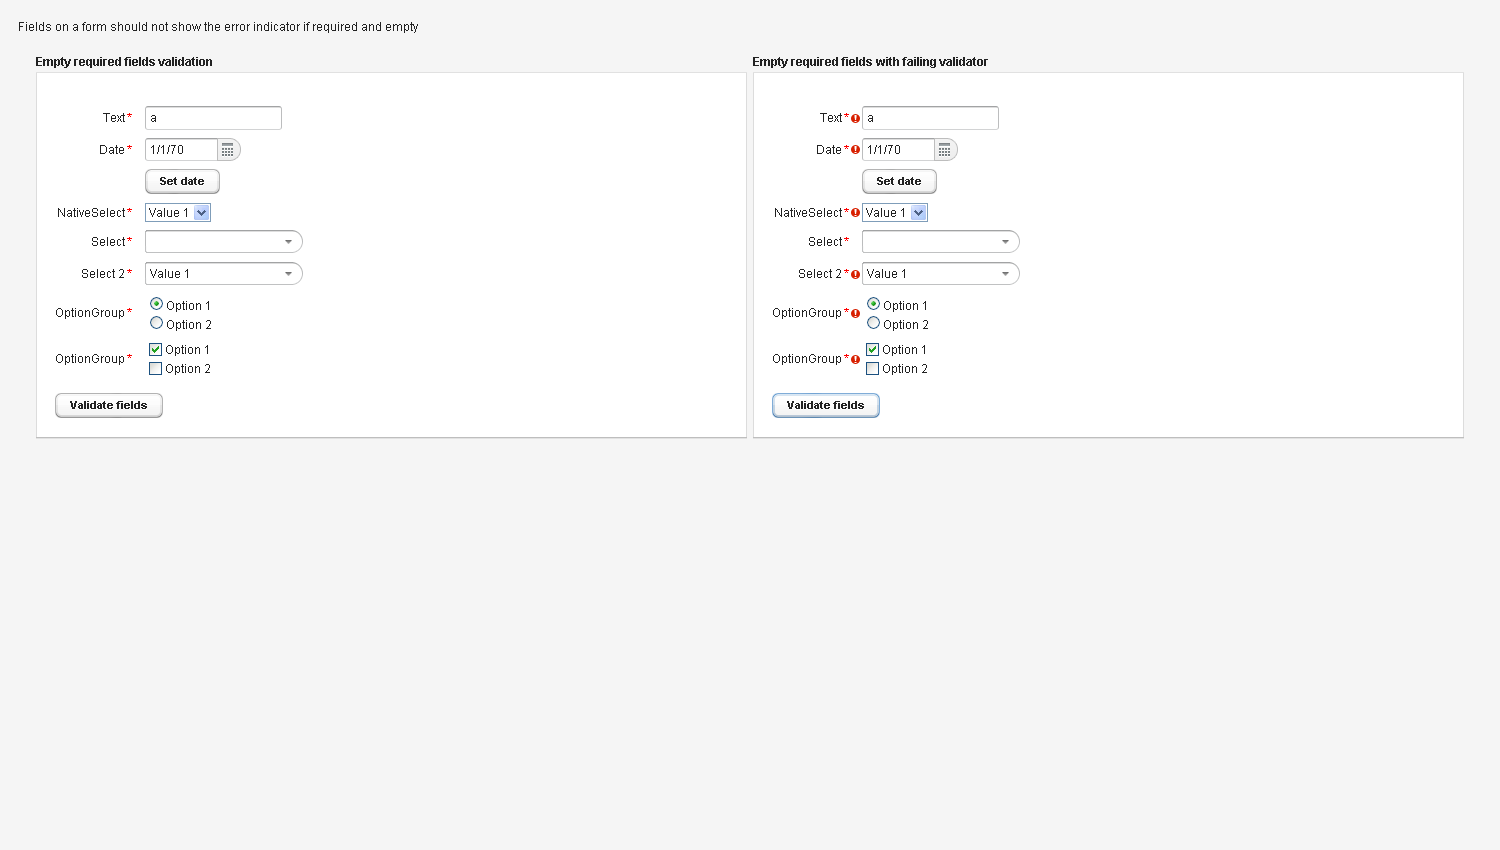 Fields on a form should not show the error indicator if required and empty
Empty required fields validation
Text* a
Date* 1/1/70
Set date
NativeSelect* Value 1
Select*
Select 2* Value 1
OptionGroup* Option 1
Option 2
OptionGroup* Option 1
Option 2
Validate fields
Empty required fields with failing validator
Text* a
Date* 1/1/70
Set date
NativeSelect* Value 1
Select*
Select 2* Value 1
OptionGroup* Option 1
Option 2
OptionGroup* Option 1
Option 2
Validate fields